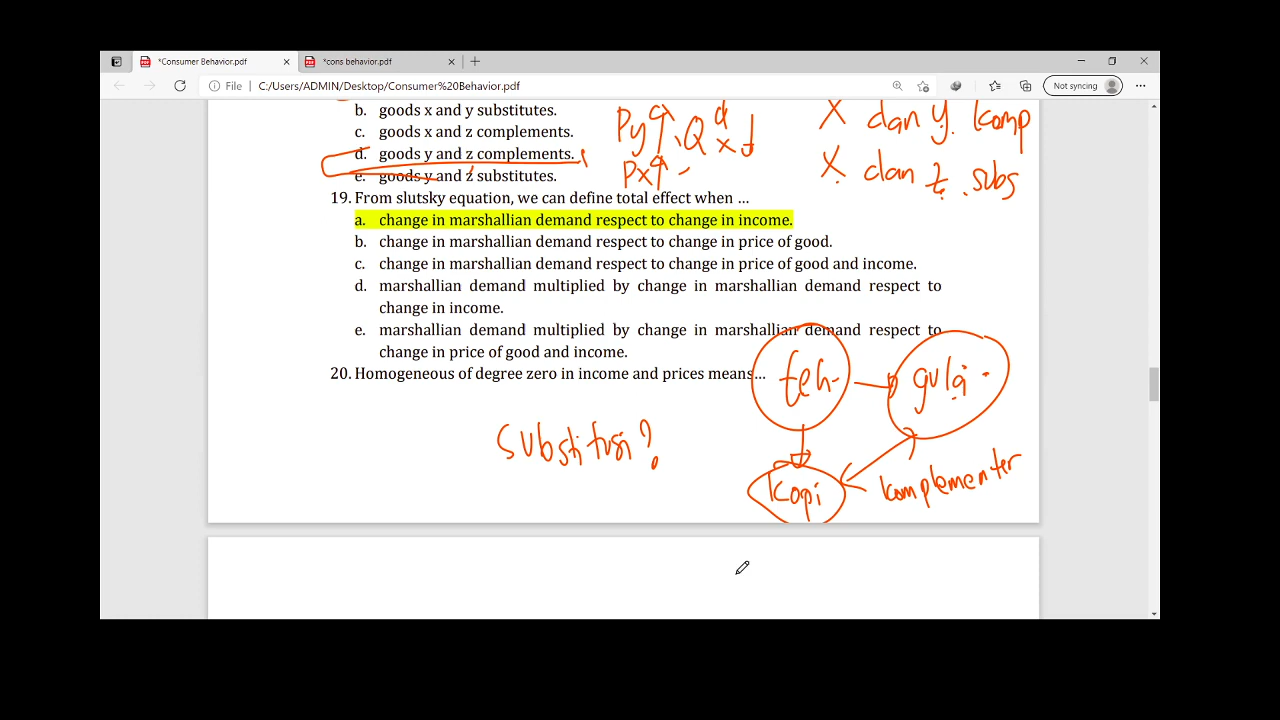 *Consumer Behavior.pdf
*cons behavior.pdf
File C:/Users/ADMIN/Desktop/Consumer%20Behavior.pdf Not syncing
b. goods x and y substitutes.
c. goods x and z complements.
d. goods y and z complements.
e. goods y and z substitutes.
Py Q d x
Px
X dan y. komp
X dan z. subs
19. From slutsky equation, we can define total effect when ...
a. change in marshallian demand respect to change in income.
b. change in marshallian demand respect to change in price of good.
c. change in marshallian demand respect to change in price of good and income.
d. marshallian demand multiplied by change in marshallian demand respect to
change in income.
e. marshallian demand multiplied by change in marshallian demand respect to
change in price of good and income.
20. Homogeneous of degree zero in income and prices means...
teh gula
substitusi?
kopi komplementer